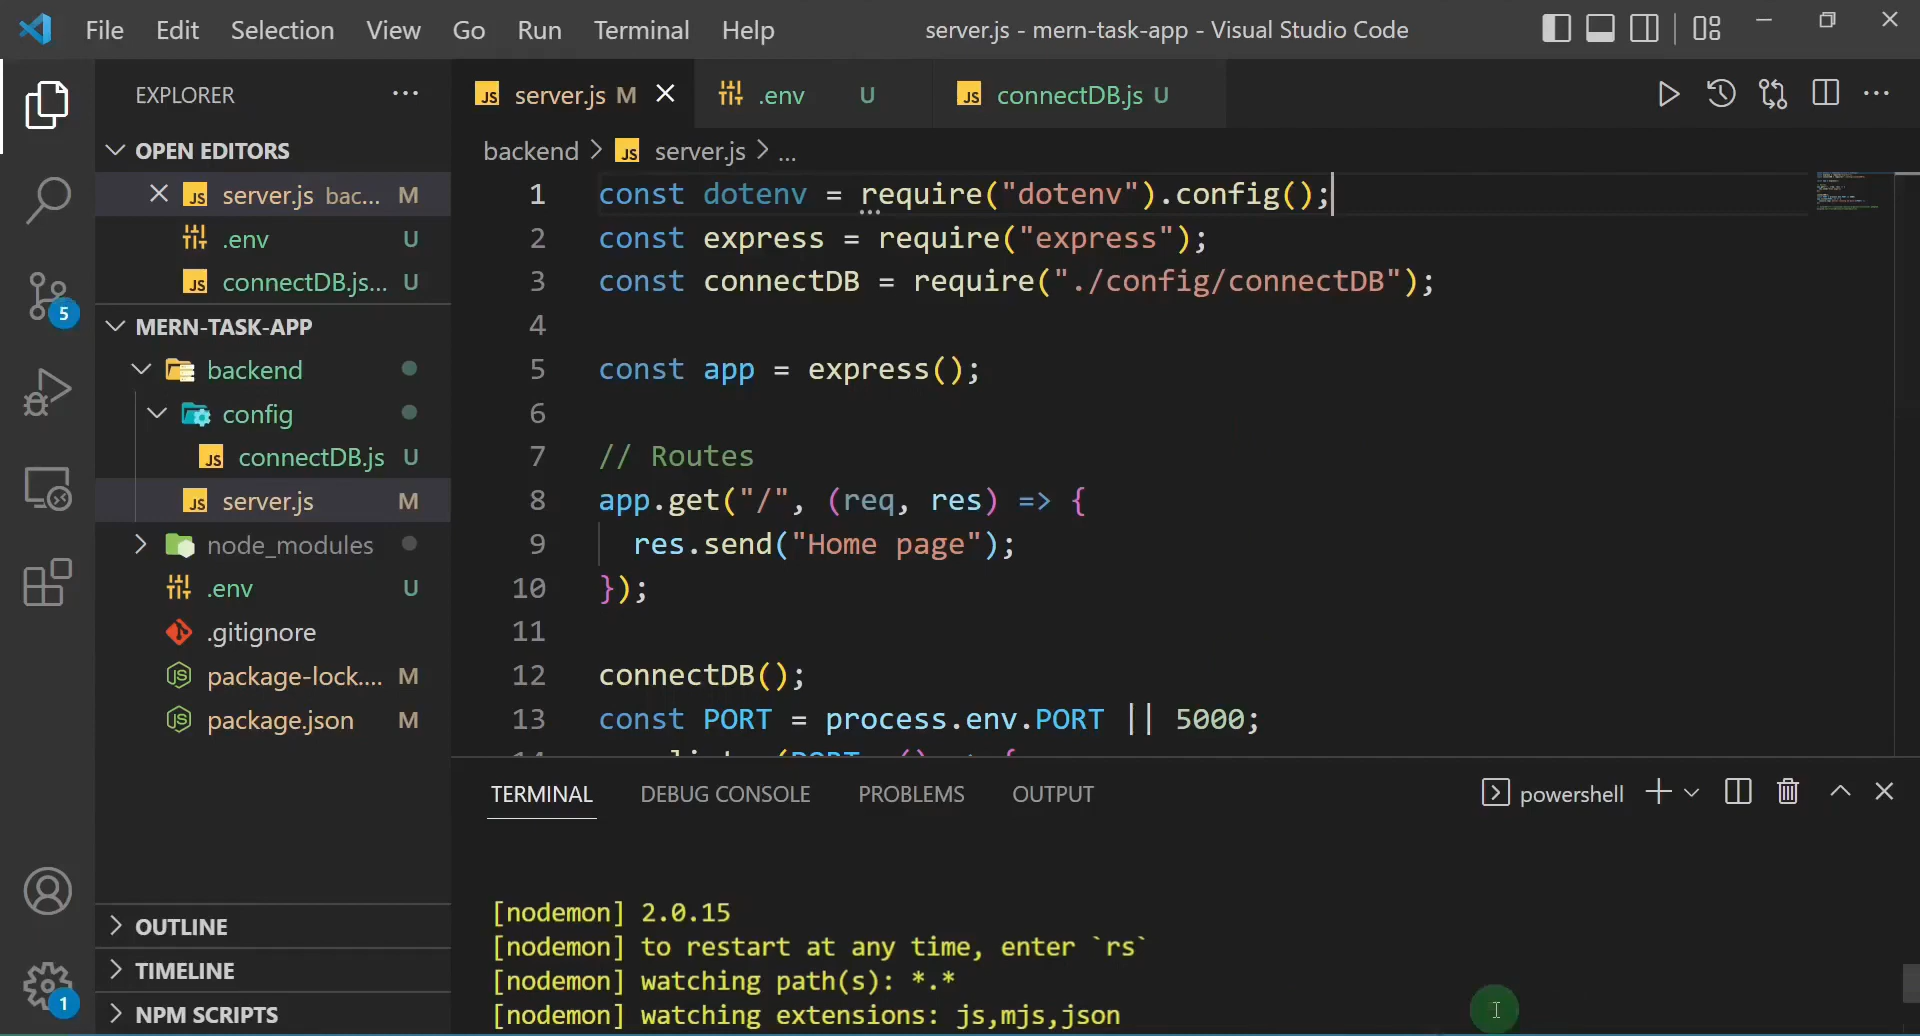 File Edit Selection View Go Run Terminal Help server.js - mern-task-app - Visual Studio Code
EXPLORER ...
OPEN EDITORS
JS server.js bac... M
.env U
JS connectDB.js... U
MERN-TASK-APP
backend
config
JS connectDB.js U
JS server.js M
node_modules
.env U
.gitignore
JS package-lock.... M
JS package.json M
OUTLINE
TIMELINE
NPM SCRIPTS
5
1
JS server.js M .env U JS connectDB.js U
backend > JS server.js > ...
1 const dotenv = require("dotenv").config();
2 const express = require("express");
3 const connectDB = require("./config/connectDB");
4
5 const app = express();
6
7 // Routes
8 app.get("/", (req, res) => {
9 res.send("Home page");
10 });
11
12 connectDB();
13 const PORT = process.env.PORT || 5000;
TERMINAL DEBUG CONSOLE PROBLEMS OUTPUT powershell
[nodemon] 2.0.15
[nodemon] to restart at any time, enter `rs`
[nodemon] watching path(s): *.*
[nodemon] watching extensions: js,mjs,json